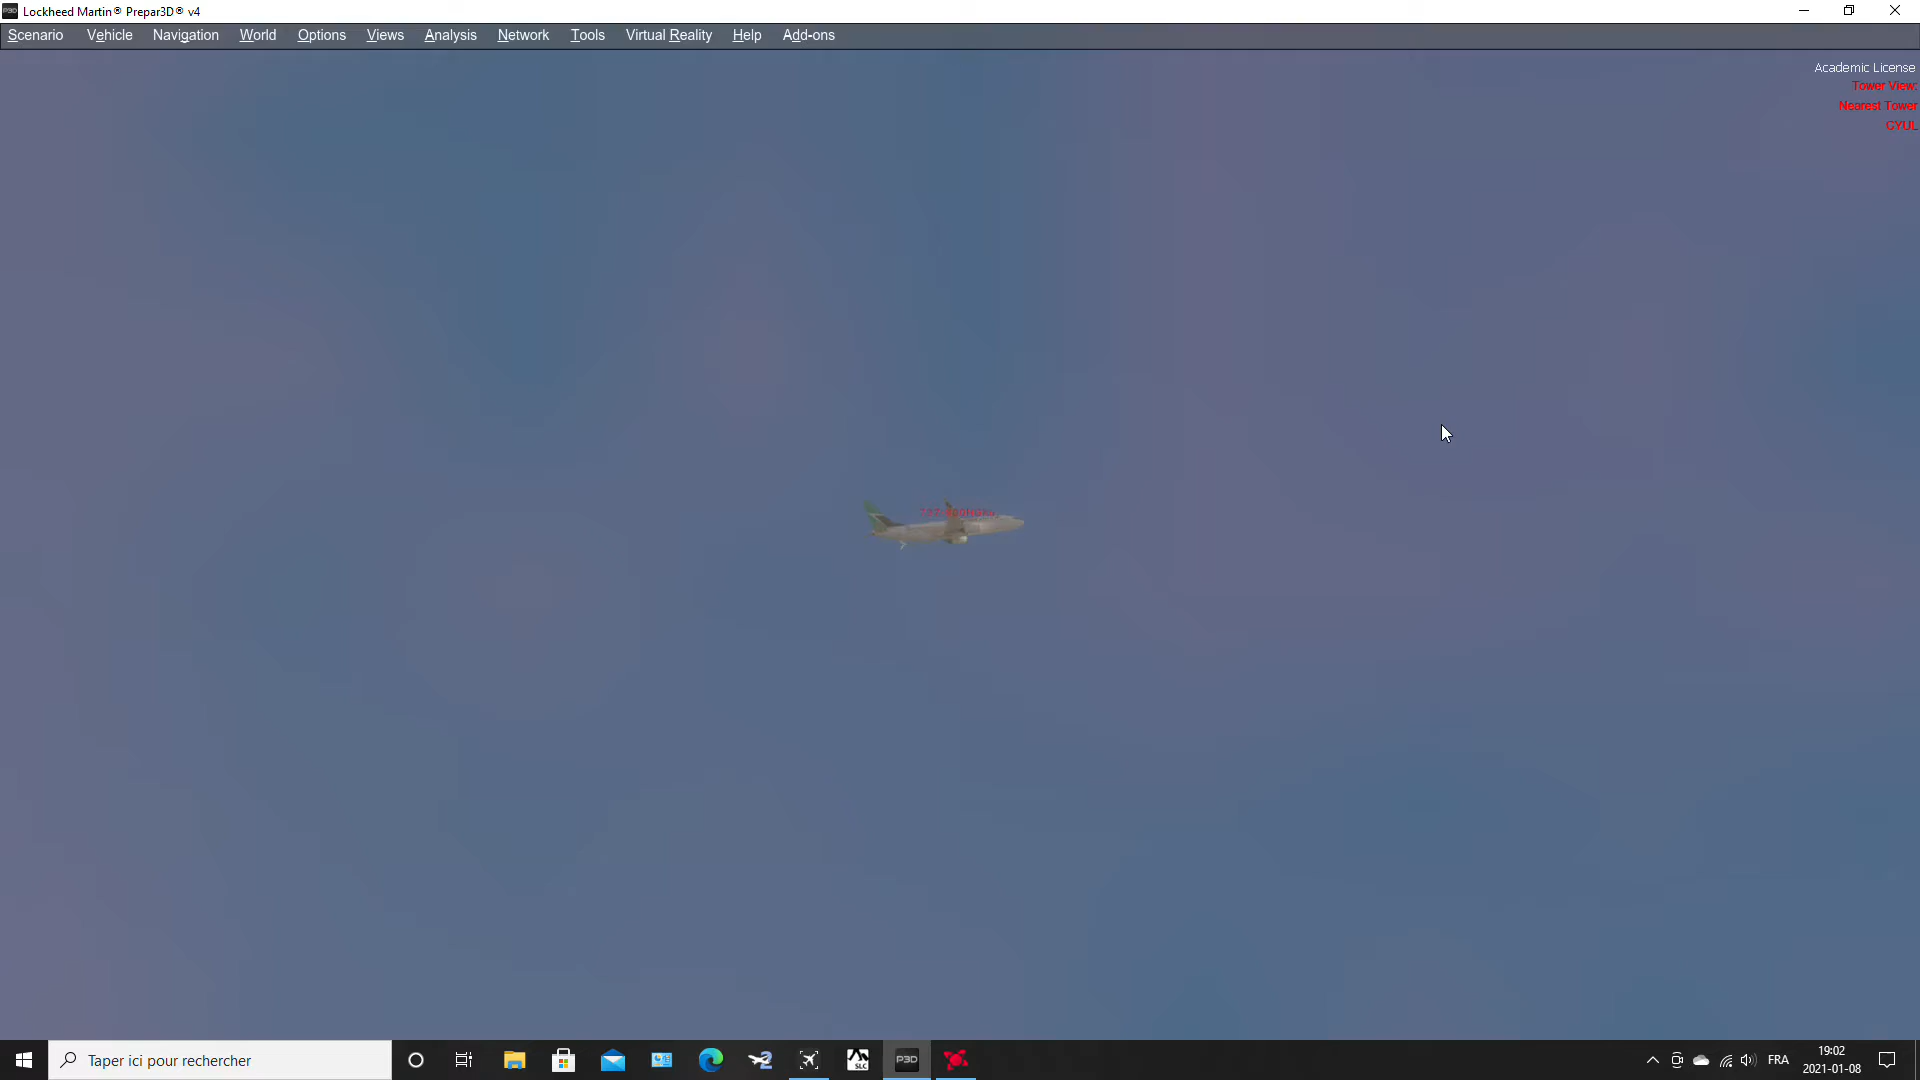 Lockheed Martin® Prepar3D® v4
Scenario Vehicle Navigation World Options Views Analysis Network Tools Virtual Reality Help Add-ons
Academic License
Tower View:
Nearest Tower
CYUL
Taper ici pour rechercher
SLC
P3D
FRA
19:02
2021-01-08